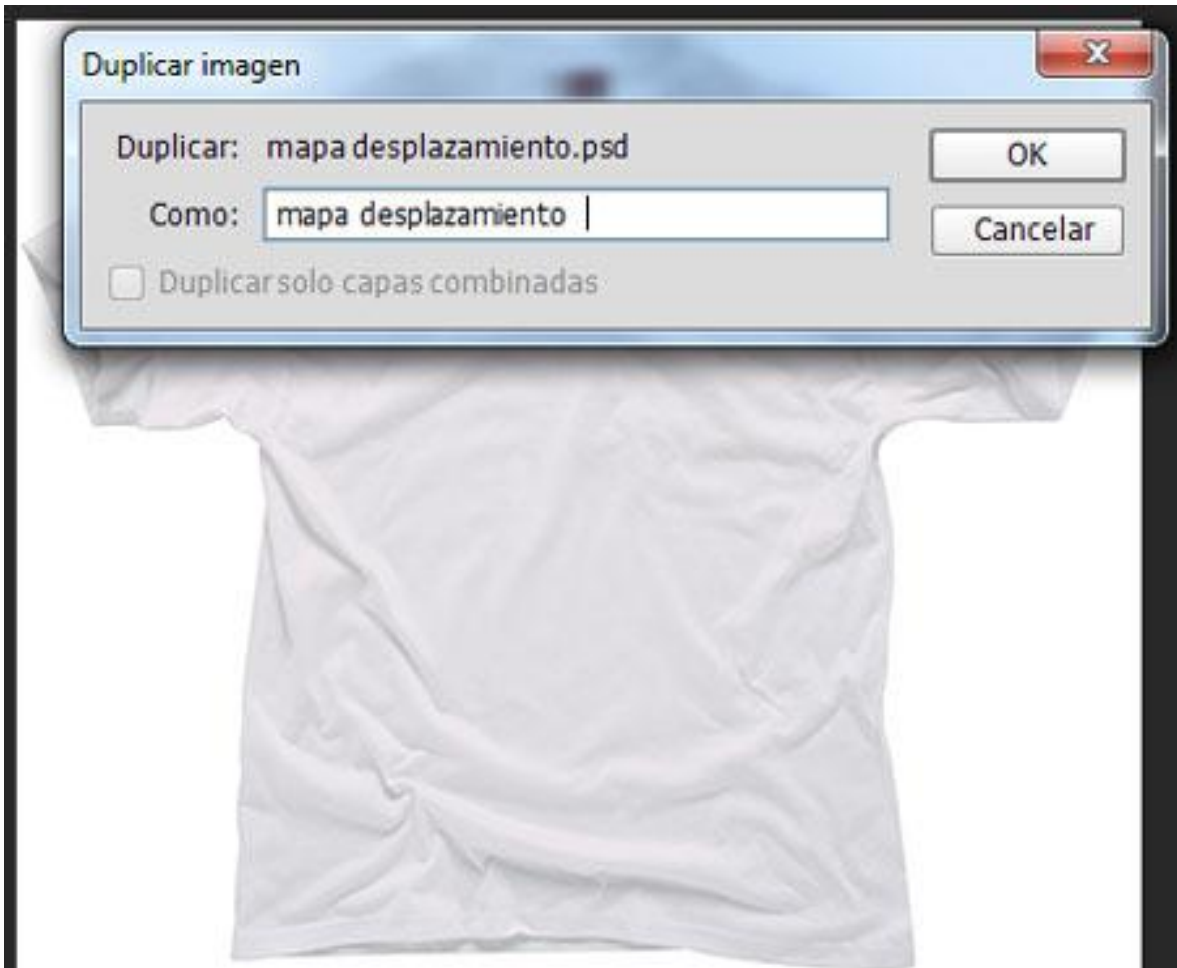 Duplicar imagen
Duplicar: mapa desplazamiento.psd
OK
Como: mapa desplazamiento
Cancelar
Duplicar solo capas combinadas